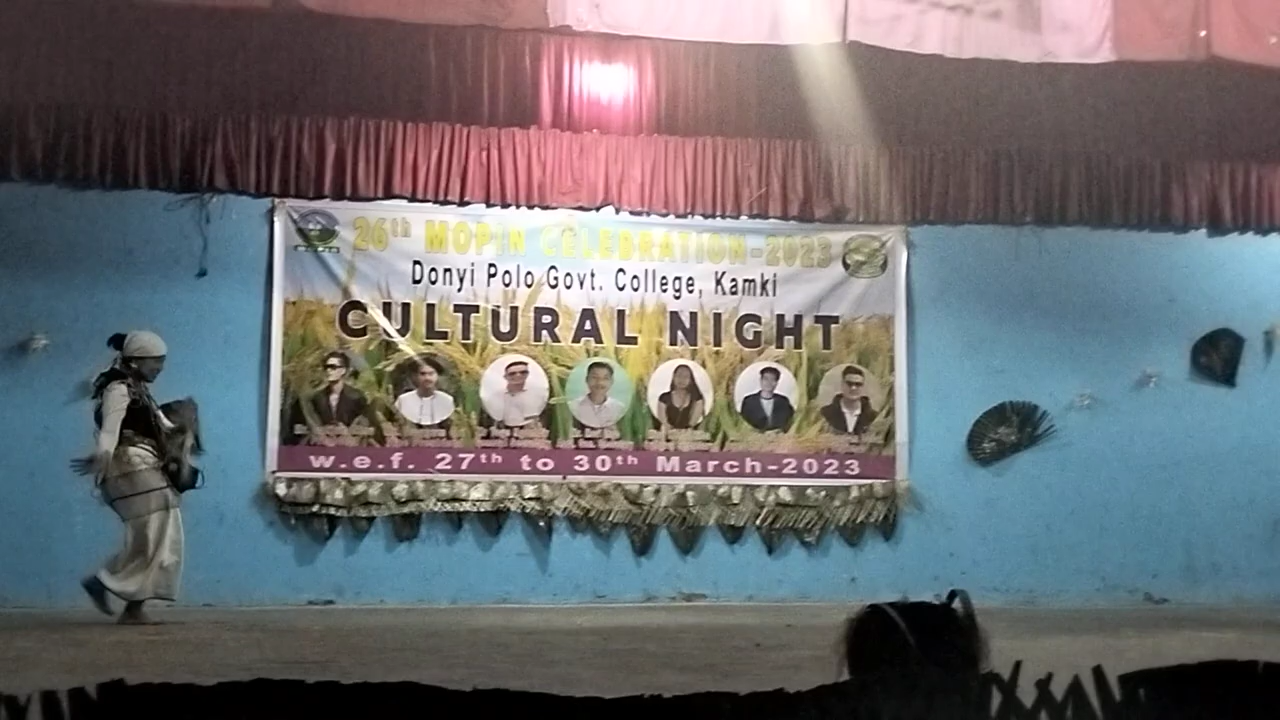 26th MOPIN CELEBRATION-2023
Donyi Polo Govt. College, Kamki
CULTURAL NIGHT
w.e.f. 27th to 30th March-2023